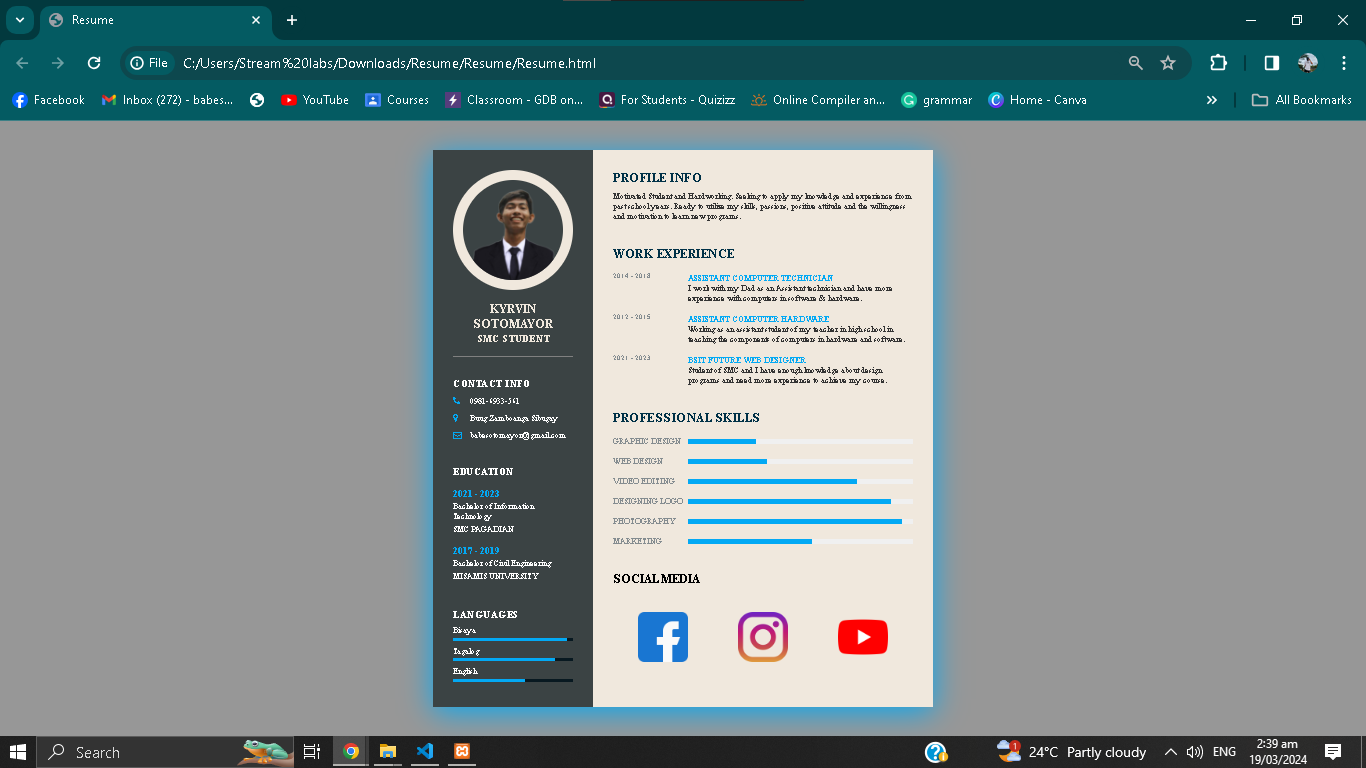 Resume
File
C:/Users/Stream%20labs/Downloads/Resume/Resume/Resume.html
Facebook
Inbox (272) - babes...
YouTube
Courses
Classroom - GDB on...
For Students - Quizizz
Online Compiler an...
grammar
Home - Canva
All Bookmarks
KYRVIN
SOTOMAYOR
SMC STUDENT
CONTACT INFO
0981-6933-561
Buug Zamboanga Sibugay
babesotomayor@gmail.com
EDUCATION
2021 - 2023
Bachelor of Information
Technology
SMC PAGADIAN
2017 - 2019
Bachelor of Civil Engineering
MISAMIS UNIVERSITY
LANGUAGES
Bisaya
Tagalog
English
PROFILE INFO
Motivated Student and Hardworking. Seeking to apply my knowledge and experience from
past school years. Ready to utilize my skills, passions, positive attitude and the willingness
and motivation to learn new programs.
WORK EXPERIENCE
2014 - 2018
ASSISTANT COMPUTER TECHNICIAN
I work with my Dad as an Assistant technician and have more
experience with computers in software & hardware.
2012 - 2015
ASSISTANT COMPUTER HARDWARE
Working as an assistant student of my teacher in high school in
teaching the components of computers in hardware and software.
2021 - 2023
BSIT FUTURE WEB DESIGNER
Student of SMC and I have enough knowledge about design
programs and need more experience to achieve my course.
PROFESSIONAL SKILLS
GRAPHIC DESIGN
WEB DESIGN
VIDEO EDITING
DESIGNING LOGO
PHOTOGRAPHY
MARKETING
SOCIAL MEDIA
Search
1
24°C Partly cloudy
ENG
2:39 am
19/03/2024